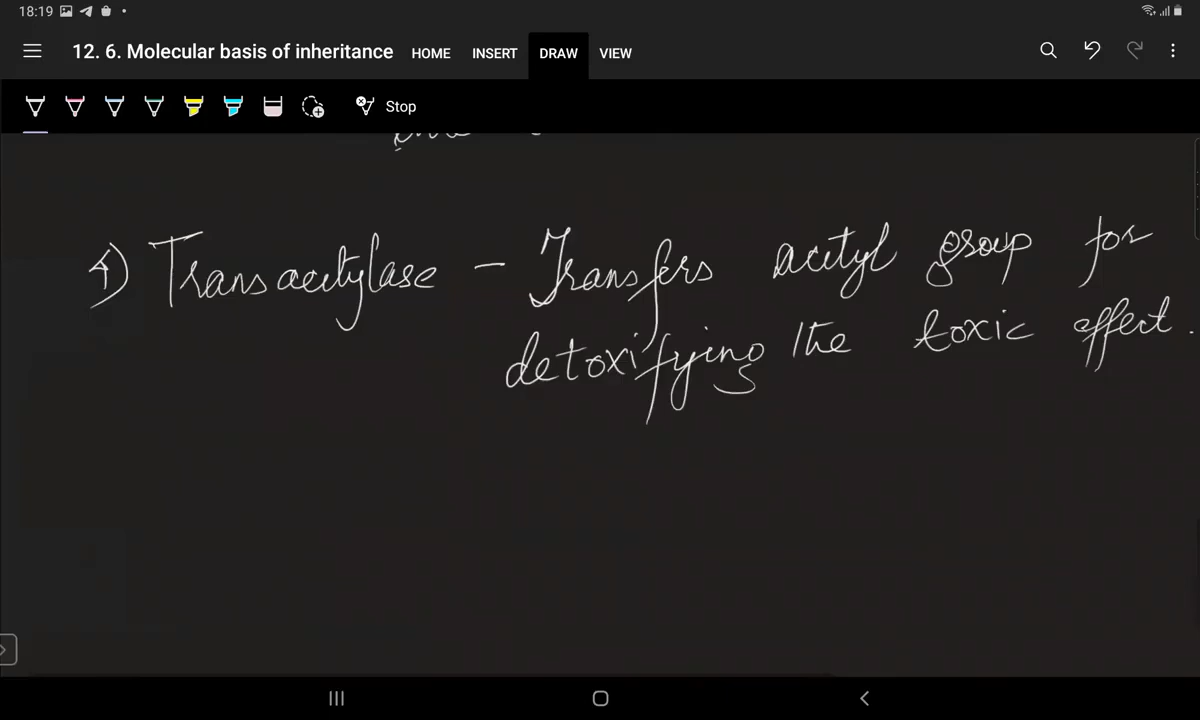 18:19
12. 6. Molecular basis of inheritance HOME INSERT DRAW VIEW
Stop
4) Transacetylase - Transfers acetyl group for
detoxifying the toxic effect.